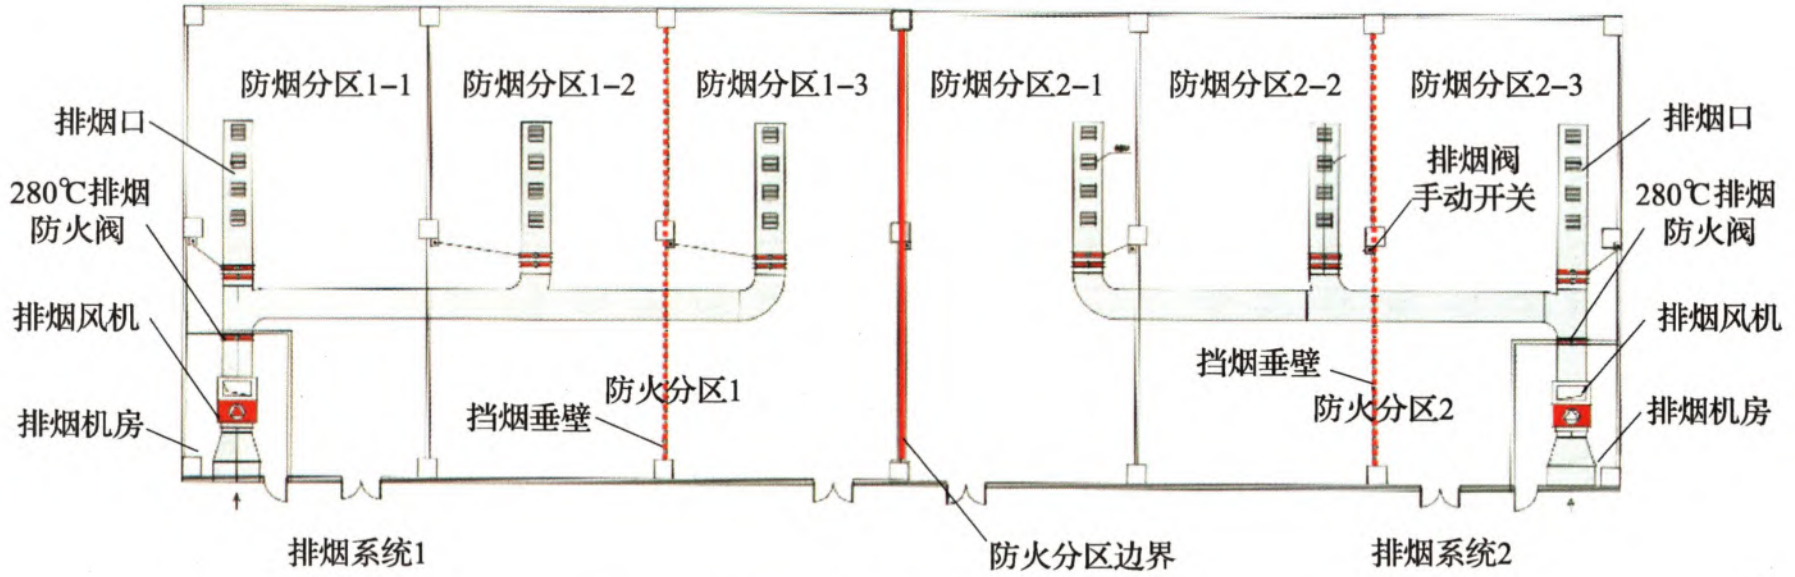 防烟分区1-1
防烟分区1-2
防烟分区1-3
防烟分区2-1
防烟分区2-2
防烟分区2-3
排烟口
排烟口
280℃排烟
防火阀
排烟阀
手动开关
280℃排烟
防火阀
排烟风机
排烟风机
挡烟垂壁
防火分区1
防火分区2
挡烟垂壁
排烟机房
排烟机房
排烟系统1
防火分区边界
排烟系统2